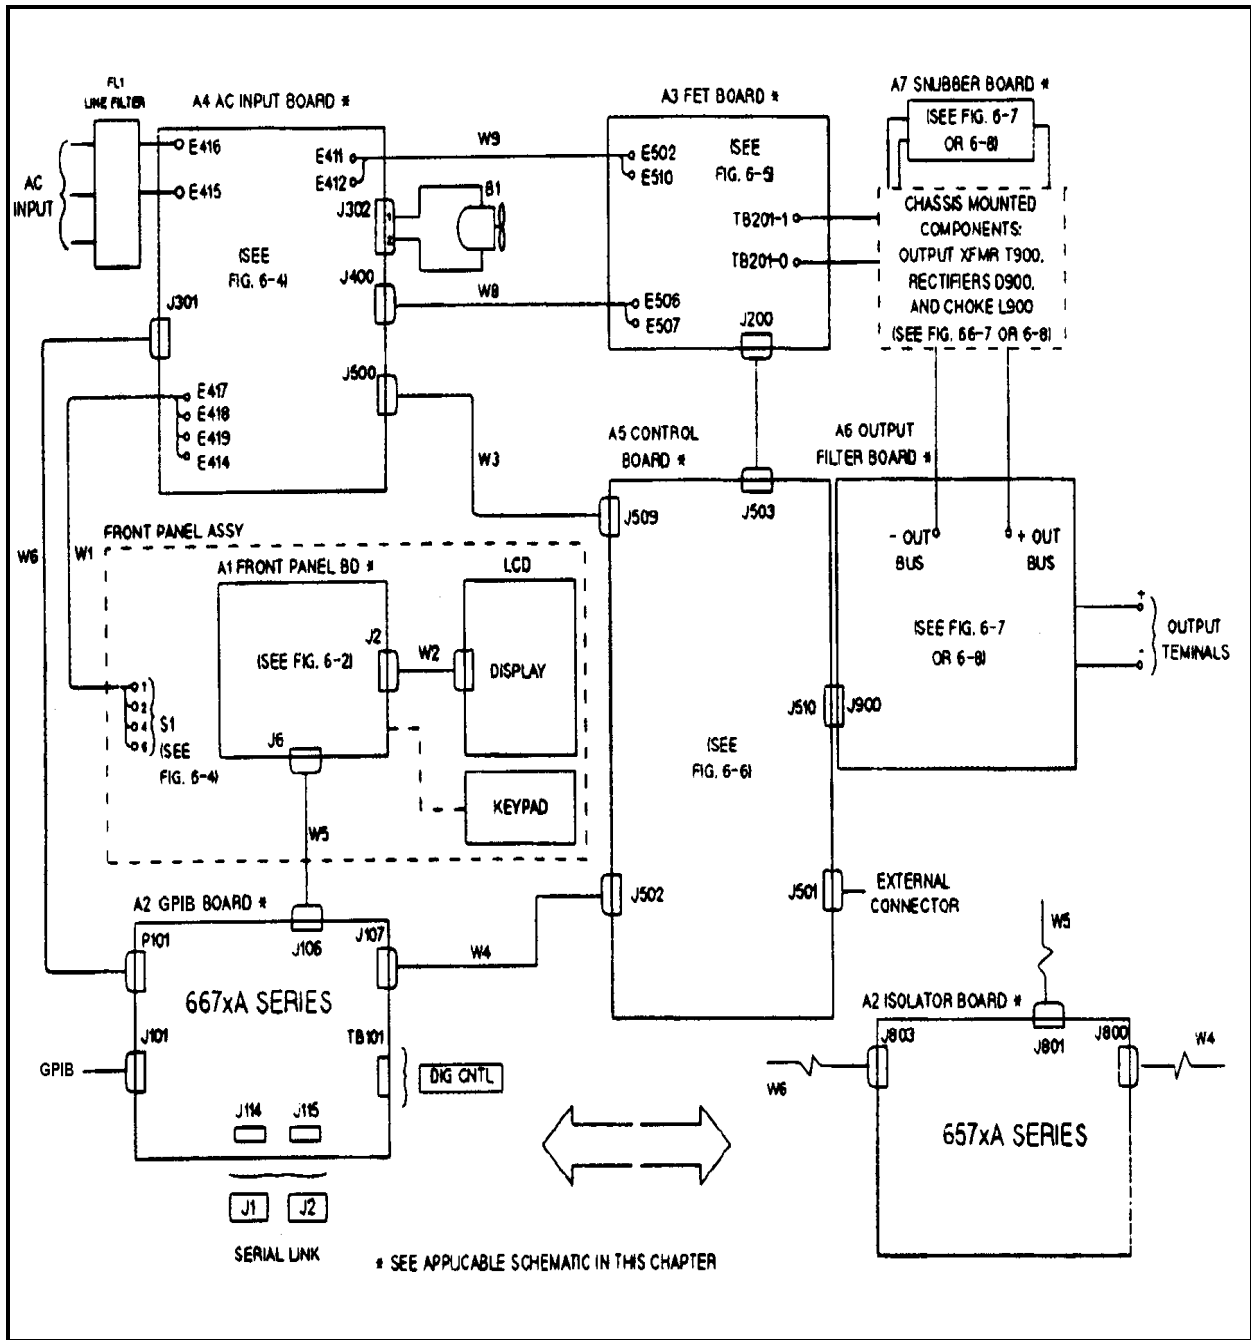 FL1
LINE FILTER
A4 AC INPUT BOARD *
A3 FET BOARD *
A7 SNUBBER BOARD *
(SEE FIG. 6-7
OR 6-8)
AC
INPUT
E416
E415
E411
E412
W9
E502
E510
(SEE
FIG. 6-5)
J302
1
2
B1
TB201-1
TB201-0
CHASSIS MOUNTED
COMPONENTS:
OUTPUT XFMR T900,
RECTIFIERS D900,
AND CHOKE L900
(SEE FIG. 66-7 OR 6-8)
(SEE
FIG. 6-4)
J400
W8
E506
E507
J200
J301
J500
E417
E418
E419
E414
W3
A5 CONTROL
BOARD *
A6 OUTPUT
FILTER BOARD *
J509
J503
- OUT
BUS
+ OUT
BUS
W6
W1
FRONT PANEL ASSY
A1 FRONT PANEL BD *
LCD
J2
(SEE FIG. 6-2)
W2
DISPLAY
(SEE FIG. 6-7
OR 6-8)
+
-
OUTPUT
TEMINALS
1
2
4
S1
(SEE
FIG. 6-4)
J6
J510
J900
(SEE
FIG. 6-6)
KEYPAD
W5
A2 GPIB BOARD *
J502
J501
EXTERNAL
CONNECTOR
P101
J106
J107
W4
667xA SERIES
J101
TB101
GPIB
DIG CNTL
J114
J115
J1
J2
SERIAL LINK
W5
A2 ISOLATOR BOARD *
J803
J801
J800
W6
W4
657xA SERIES
* SEE APPLICABLE SCHEMATIC IN THIS CHAPTER